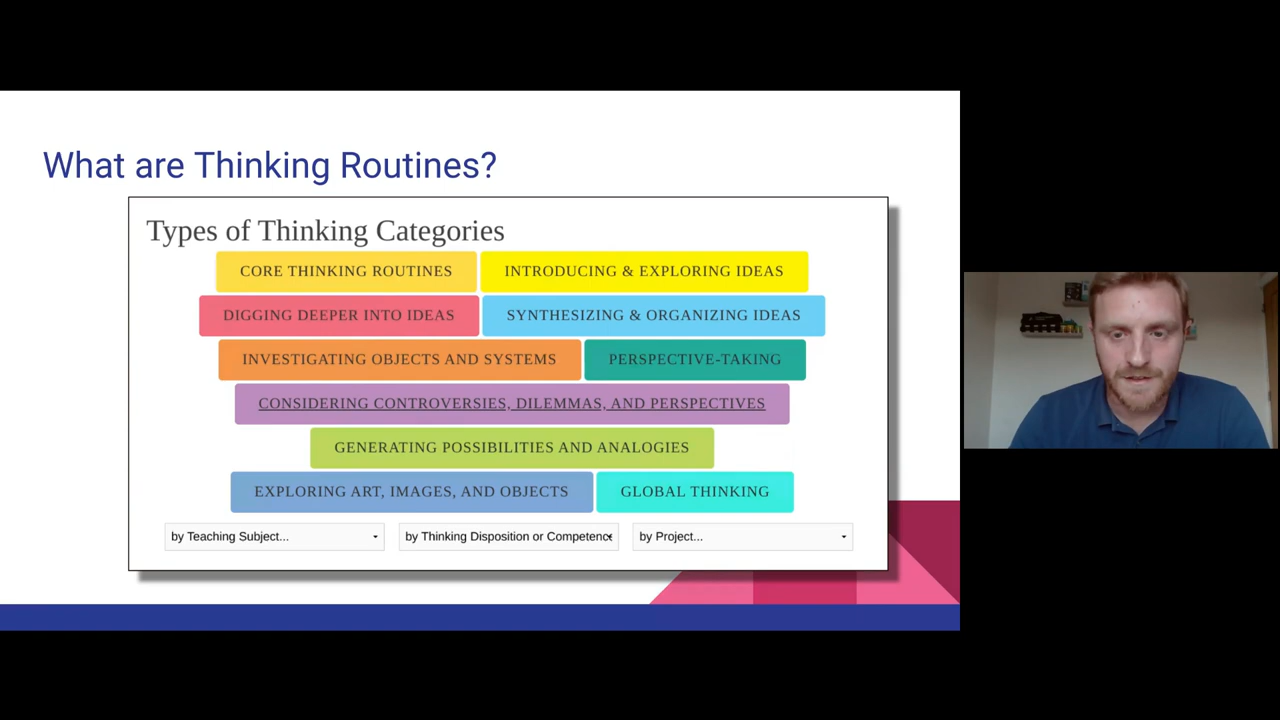 What are Thinking Routines?
Types of Thinking Categories
CORE THINKING ROUTINES
INTRODUCING & EXPLORING IDEAS
DIGGING DEEPER INTO IDEAS
SYNTHESIZING & ORGANIZING IDEAS
INVESTIGATING OBJECTS AND SYSTEMS
PERSPECTIVE-TAKING
CONSIDERING CONTROVERSIES, DILEMMAS, AND PERSPECTIVES
GENERATING POSSIBILITIES AND ANALOGIES
EXPLORING ART, IMAGES, AND OBJECTS
GLOBAL THINKING
by Teaching Subject...
by Thinking Disposition or Competenc
by Project...